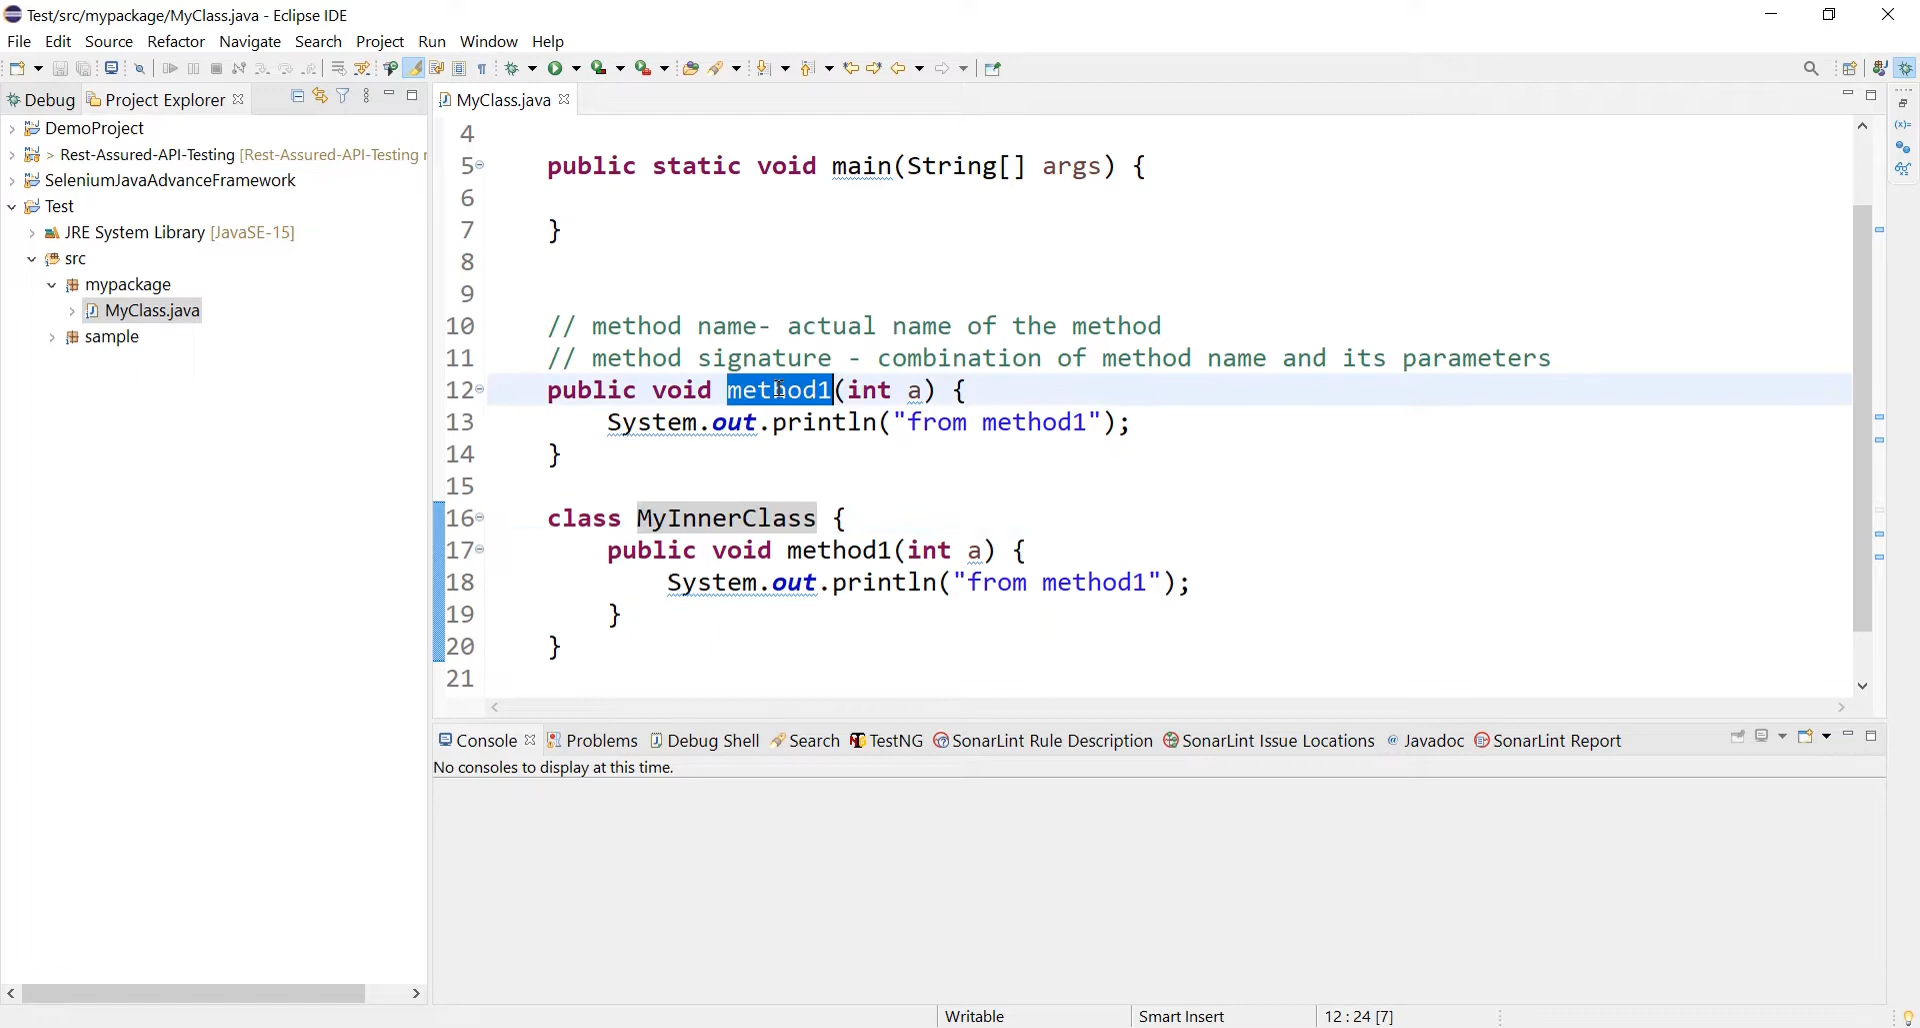 Test/src/mypackage/MyClass.java - Eclipse IDE
File Edit Source Refactor Navigate Search Project Run Window Help
Debug Project Explorer
MyClass.java
DemoProject
> Rest-Assured-API-Testing [Rest-Assured-API-Testing r
SeleniumJavaAdvanceFramework
Test
JRE System Library [JavaSE-15]
src
mypackage
MyClass.java
sample
4
5 public static void main(String[] args) {
6
7 }
8
9
10 // method name- actual name of the method
11 // method signature - combination of method name and its parameters
12 public void method1(int a) {
13 System.out.println("from method1");
14 }
15
16 class MyInnerClass {
17 public void method1(int a) {
18 System.out.println("from method1");
19 }
20 }
21
Console Problems Debug Shell Search TestNG SonarLint Rule Description SonarLint Issue Locations Javadoc SonarLint Report
No consoles to display at this time.
Writable Smart Insert 12 : 24 [7]